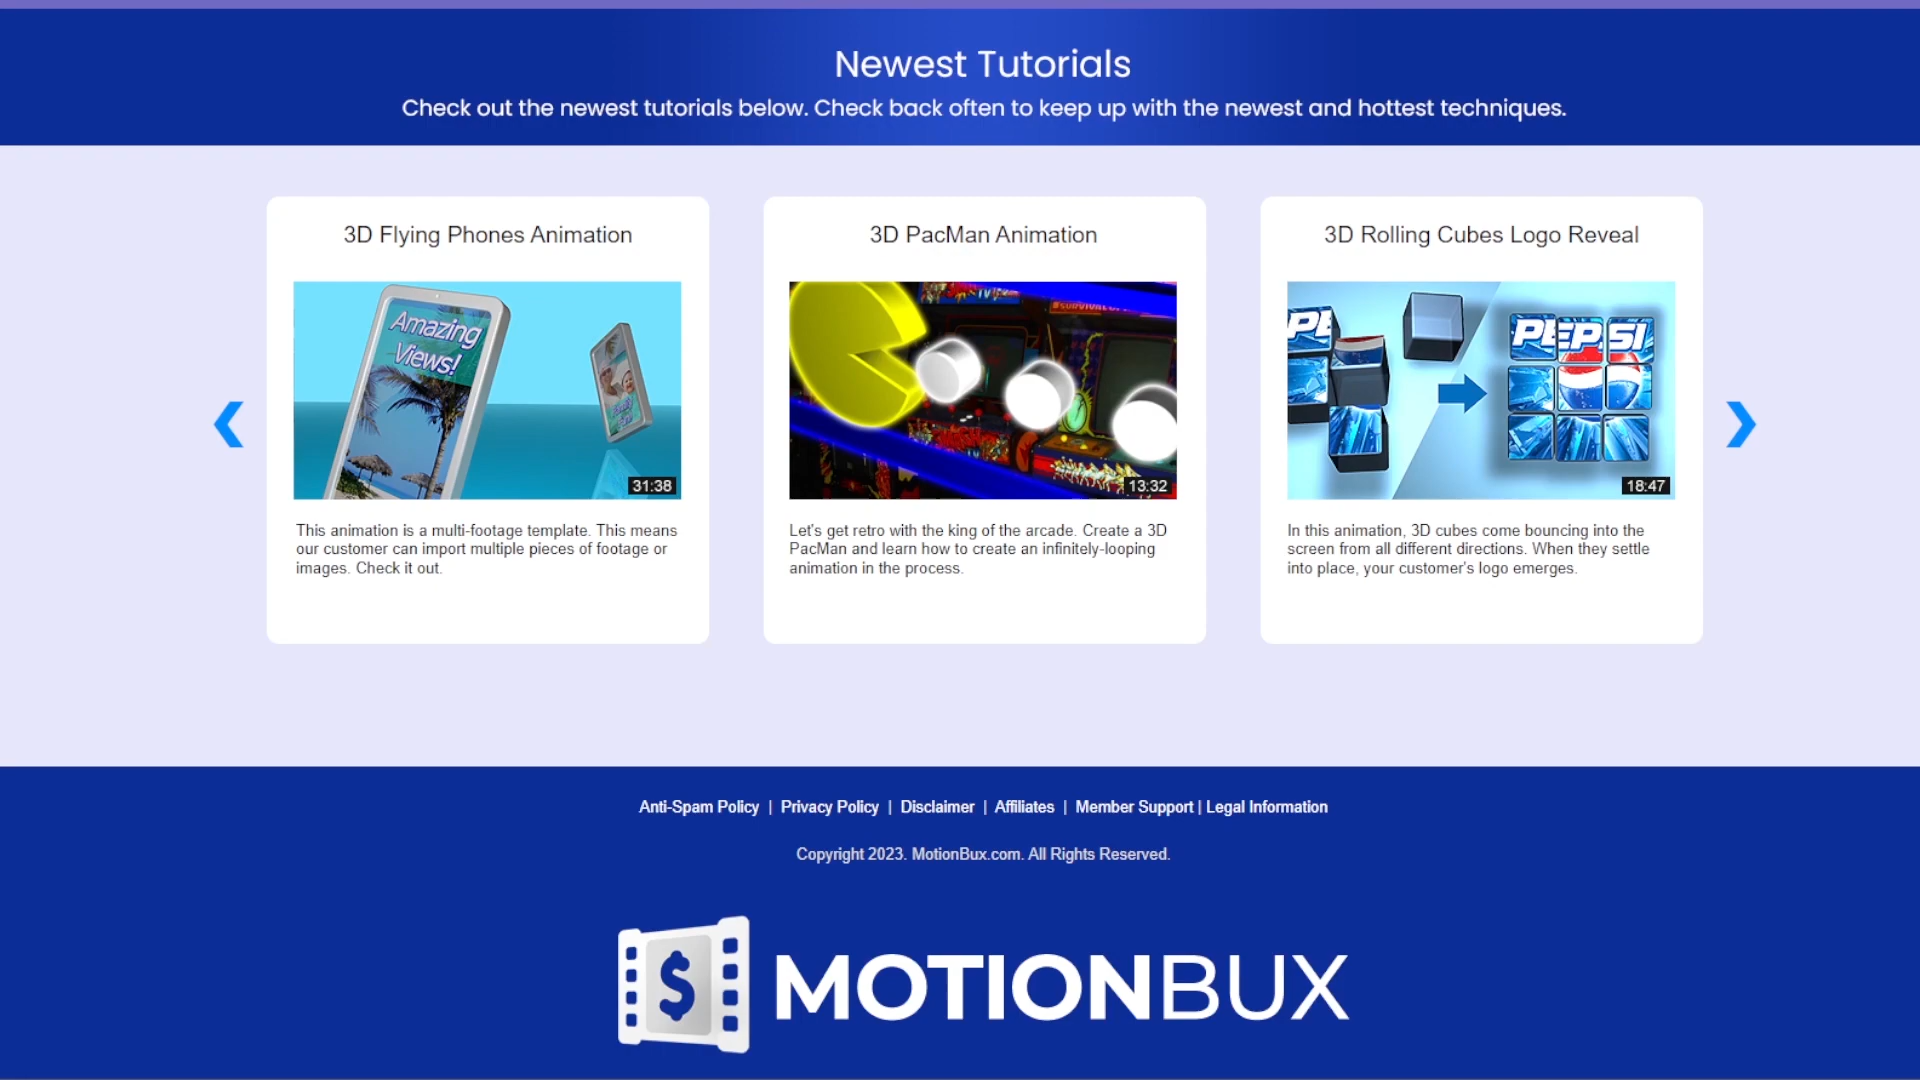 Newest Tutorials
Check out the newest tutorials below. Check back often to keep up with the newest and hottest techniques.
3D Flying Phones Animation
Amazing
Views!
31:38
This animation is a multi-footage template. This means
our customer can import multiple pieces of footage or
images. Check it out.
3D PacMan Animation
13:32
Let's get retro with the king of the arcade. Create a 3D
PacMan and learn how to create an infinitely-looping
animation in the process.
3D Rolling Cubes Logo Reveal
PE
PEPSI
18:47
In this animation, 3D cubes come bouncing into the
screen from all different directions. When they settle
into place, your customer's logo emerges.
Anti-Spam Policy | Privacy Policy | Disclaimer | Affiliates | Member Support | Legal Information
Copyright 2023. MotionBux.com. All Rights Reserved.
$ MOTIONBUX